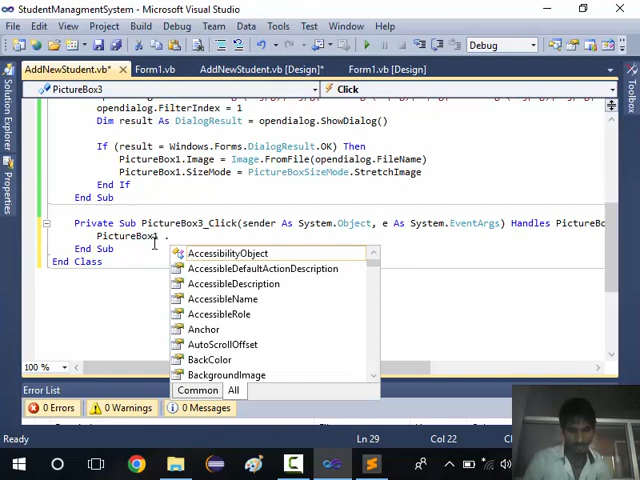 StudentManagmentSystem - Microsoft Visual Studio
File Edit View Project Build Debug Team Data Tools Test Window Help
Debug
AddNewStudent.vb* Form1.vb AddNewStudent.vb [Design]* Form1.vb [Design]
PictureBox3 Click
Solution Explorer
Properties
Toolbox
opendialog.FilterIndex = 1
Dim result As DialogResult = opendialog.ShowDialog()
If (result = Windows.Forms.DialogResult.OK) Then
PictureBox1.Image = Image.FromFile(opendialog.FileName)
PictureBox1.SizeMode = PictureBoxSizeMode.StretchImage
End If
End Sub
Private Sub PictureBox3_Click(sender As System.Object, e As System.EventArgs) Handles PictureBo
PictureBox1 .
End Sub
End Class
AccessibilityObject
AccessibleDefaultActionDescription
AccessibleDescription
AccessibleName
AccessibleRole
Anchor
AutoScrollOffset
BackColor
BackgroundImage
Common All
100 %
Error List
0 Errors 0 Warnings 0 Messages
Ready Ln 29 Col 22